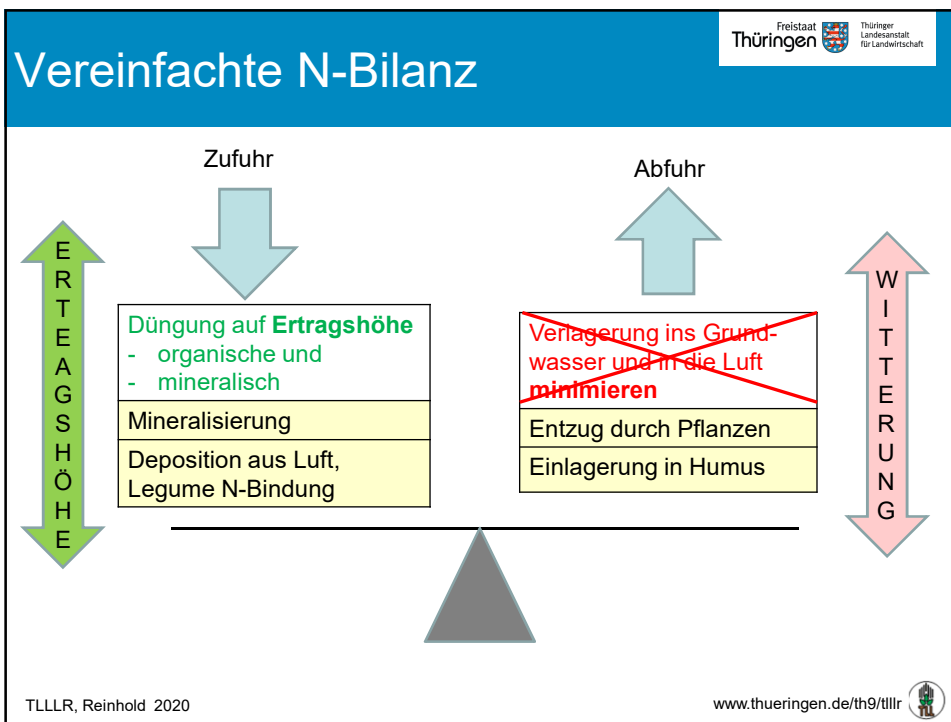 Vereinfachte N-Bilanz
Freistaat
Thüringen
Thüringer
Landesanstalt
für Landwirtschaft
Zufuhr
Abfuhr
E
R
T
E
A
G
S
H
Ö
H
E
Düngung auf Ertragshöhe
- organische und
- mineralisch
Mineralisierung
Deposition aus Luft,
Legume N-Bindung
Verlagerung ins Grund-
wasser und in die Luft
minimieren
Entzug durch Pflanzen
Einlagerung in Humus
W
I
T
T
E
R
U
N
G
TLLLR, Reinhold 2020
www.thueringen.de/th9/tlllr
TLL